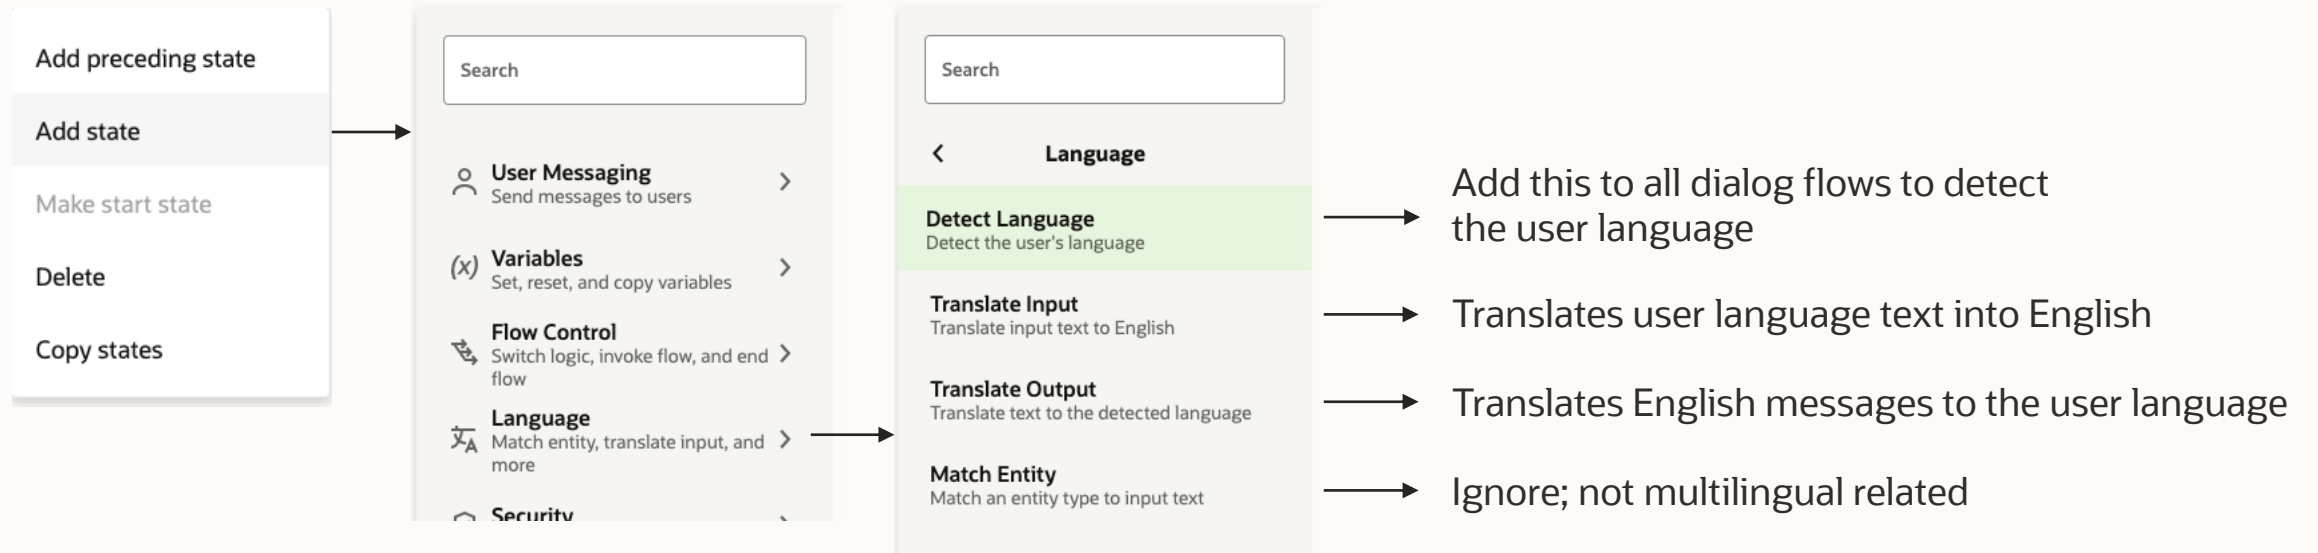 Add preceding state
Add state
Make start state
Delete
Copy states
Search
User Messaging
Send messages to users
(x)
Variables
Set, reset, and copy variables
Flow Control
Switch logic, invoke flow, and end
flow
Language
Match entity, translate input, and
more
Security
Search
Language
Detect Language
Detect the user's language
Translate Input
Translate input text to English
Translate Output
Translate text to the detected language
Match Entity
Match an entity type to input text
Add this to all dialog flows to detect
the user language
Translates user language text into English
Translates English messages to the user language
Ignore; not multilingual related